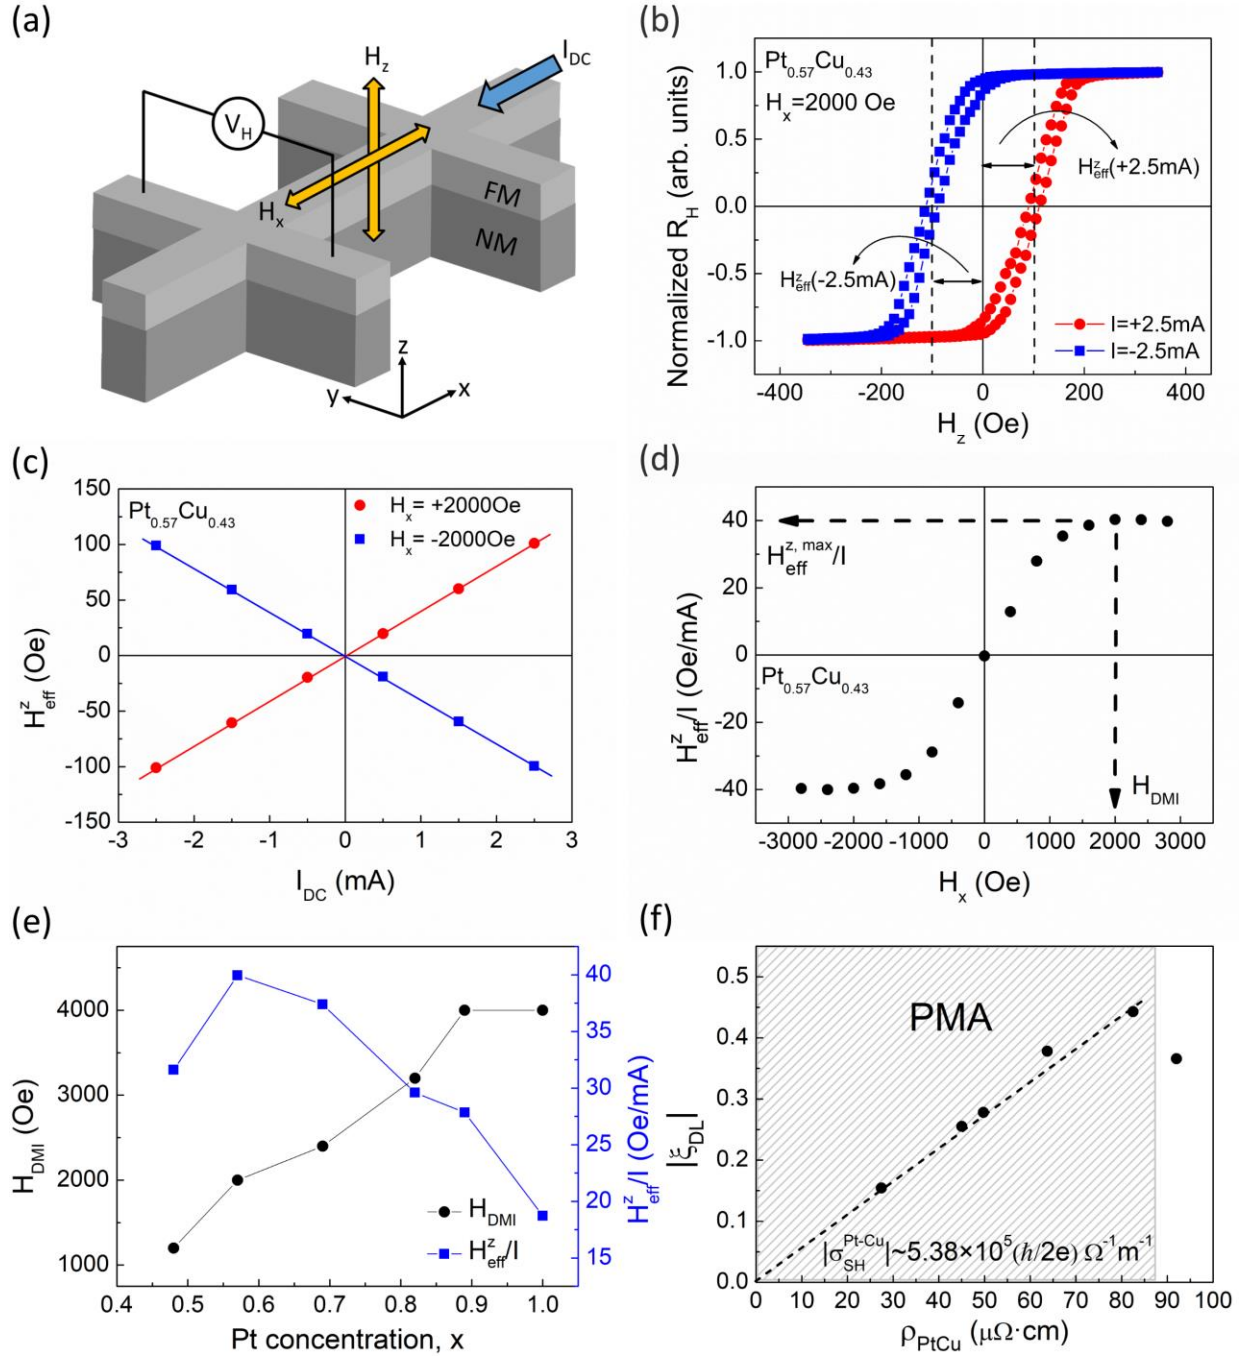 (a)
I_DC
H_z
V_H
H_x
FM
NM
z
y
x
(b)
Normalized R_H (arb. units)
1.0
0.5
0.0
-0.5
-1.0
Pt_0.57Cu_0.43
H_x=2000 Oe
H^z_eff(+2.5mA)
H^z_eff(-2.5mA)
I=+2.5mA
I=-2.5mA
-400 -200 0 200 400
H_z (Oe)
(c)
H^z_eff (Oe)
150
100
50
0
-50
-100
-150
Pt_0.57Cu_0.43
H_x= +2000Oe
H_x= -2000Oe
-3 -2 -1 0 1 2 3
I_DC (mA)
(d)
H^z_eff/I (Oe/mA)
40
20
0
-20
-40
H^z, max_eff/I
Pt_0.57Cu_0.43
H_DMI
-3000 -2000 -1000 0 1000 2000 3000
H_x (Oe)
(e)
H_DMI (Oe)
4000
3000
2000
1000
H_DMI
H^z_eff/I
40
35
30
25
20
15
H^z_eff/I (Oe/mA)
0.4 0.5 0.6 0.7 0.8 0.9 1.0
Pt concentration, x
(f)
|ξ_DL|
0.5
0.4
0.3
0.2
0.1
0.0
PMA
|σ^Pt-Cu_SH|~5.38×10^5(ℏ/2e) Ω^-1m^-1
0 10 20 30 40 50 60 70 80 90 100
ρ_PtCu (μΩ·cm)